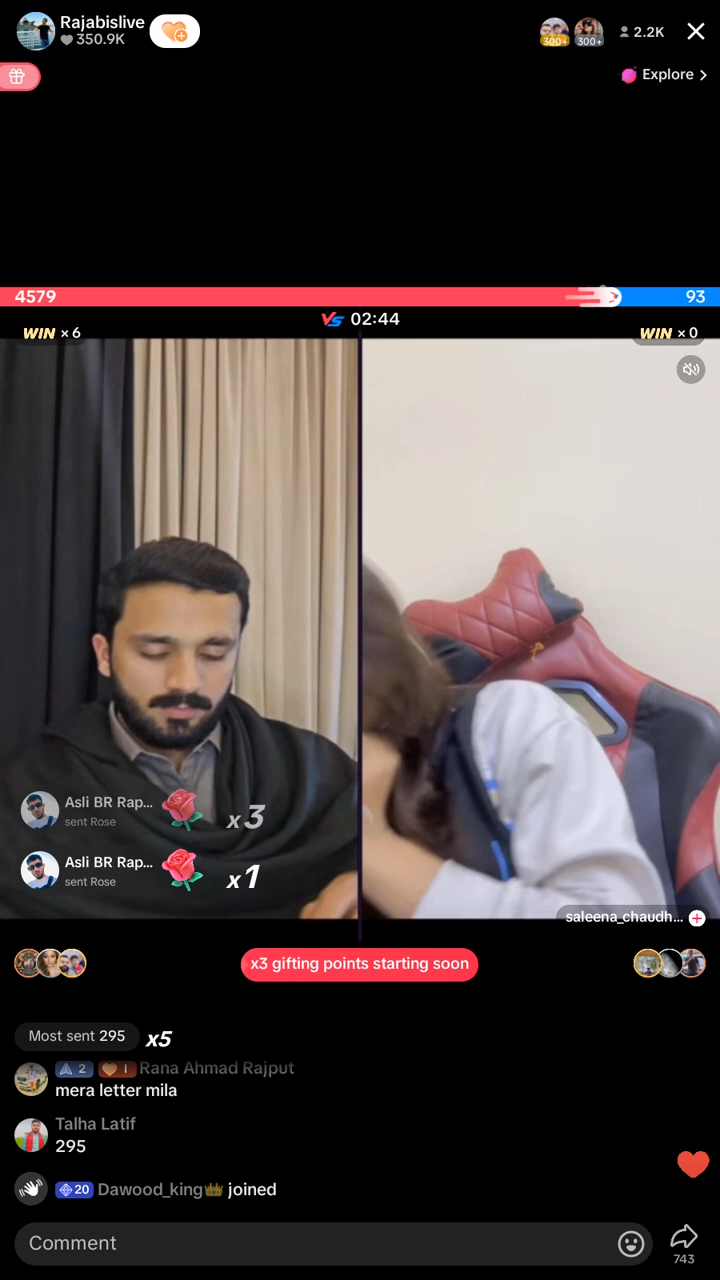 Rajabislive
350.9K
300+
300+
2.2K
Explore
4579
93
VS 02:44
WIN × 6
WIN × 0
Asli BR Rap...
sent Rose
x3
Asli BR Rap...
sent Rose
x1
saleena_chaudh...
x3 gifting points starting soon
Most sent 295 x5
2 I Rana Ahmad Rajput
mera letter mila
Talha Latif
295
20 Dawood_king👑 joined
Comment
743